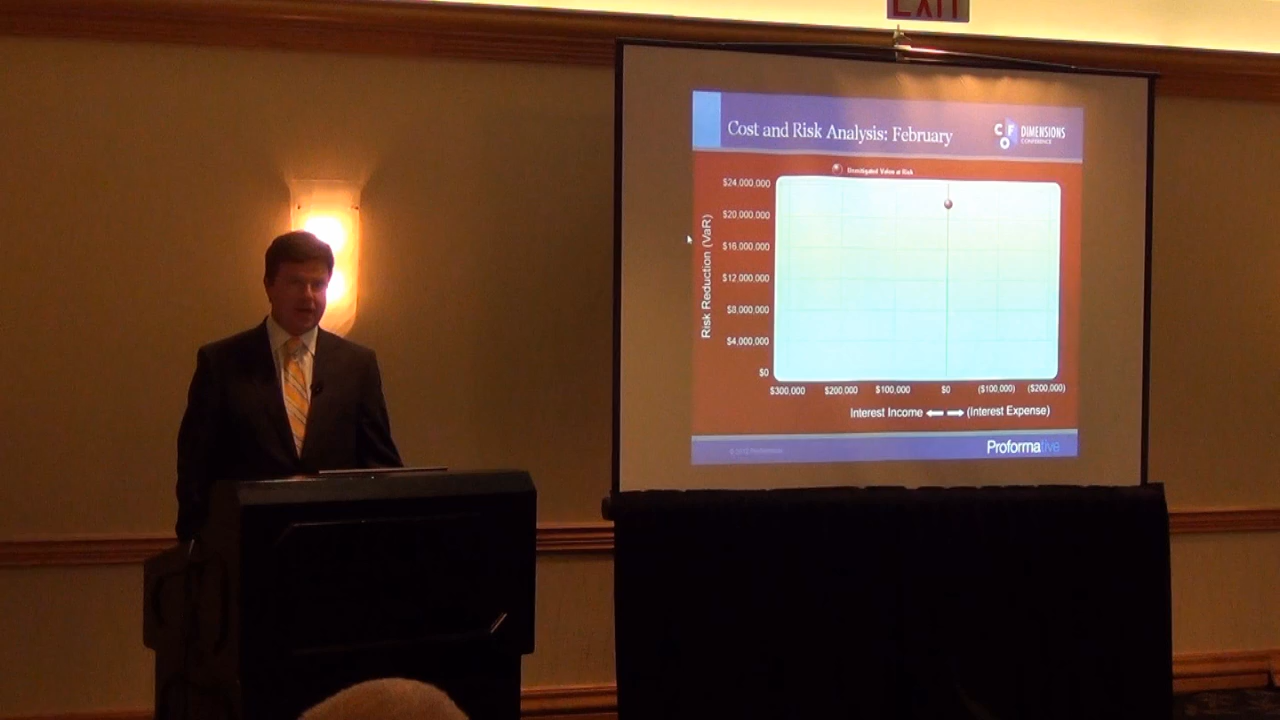 EXIT
Cost and Risk Analysis: February
CFO DIMENSIONS
CONFERENCE
Unmitigated Value at Risk
Risk Reduction (VaR)
$24,000,000
$20,000,000
$16,000,000
$12,000,000
$8,000,000
$4,000,000
$0
$300,000 $200,000 $100,000 $0 ($100,000) ($200,000)
Interest Income (Interest Expense)
Proformative